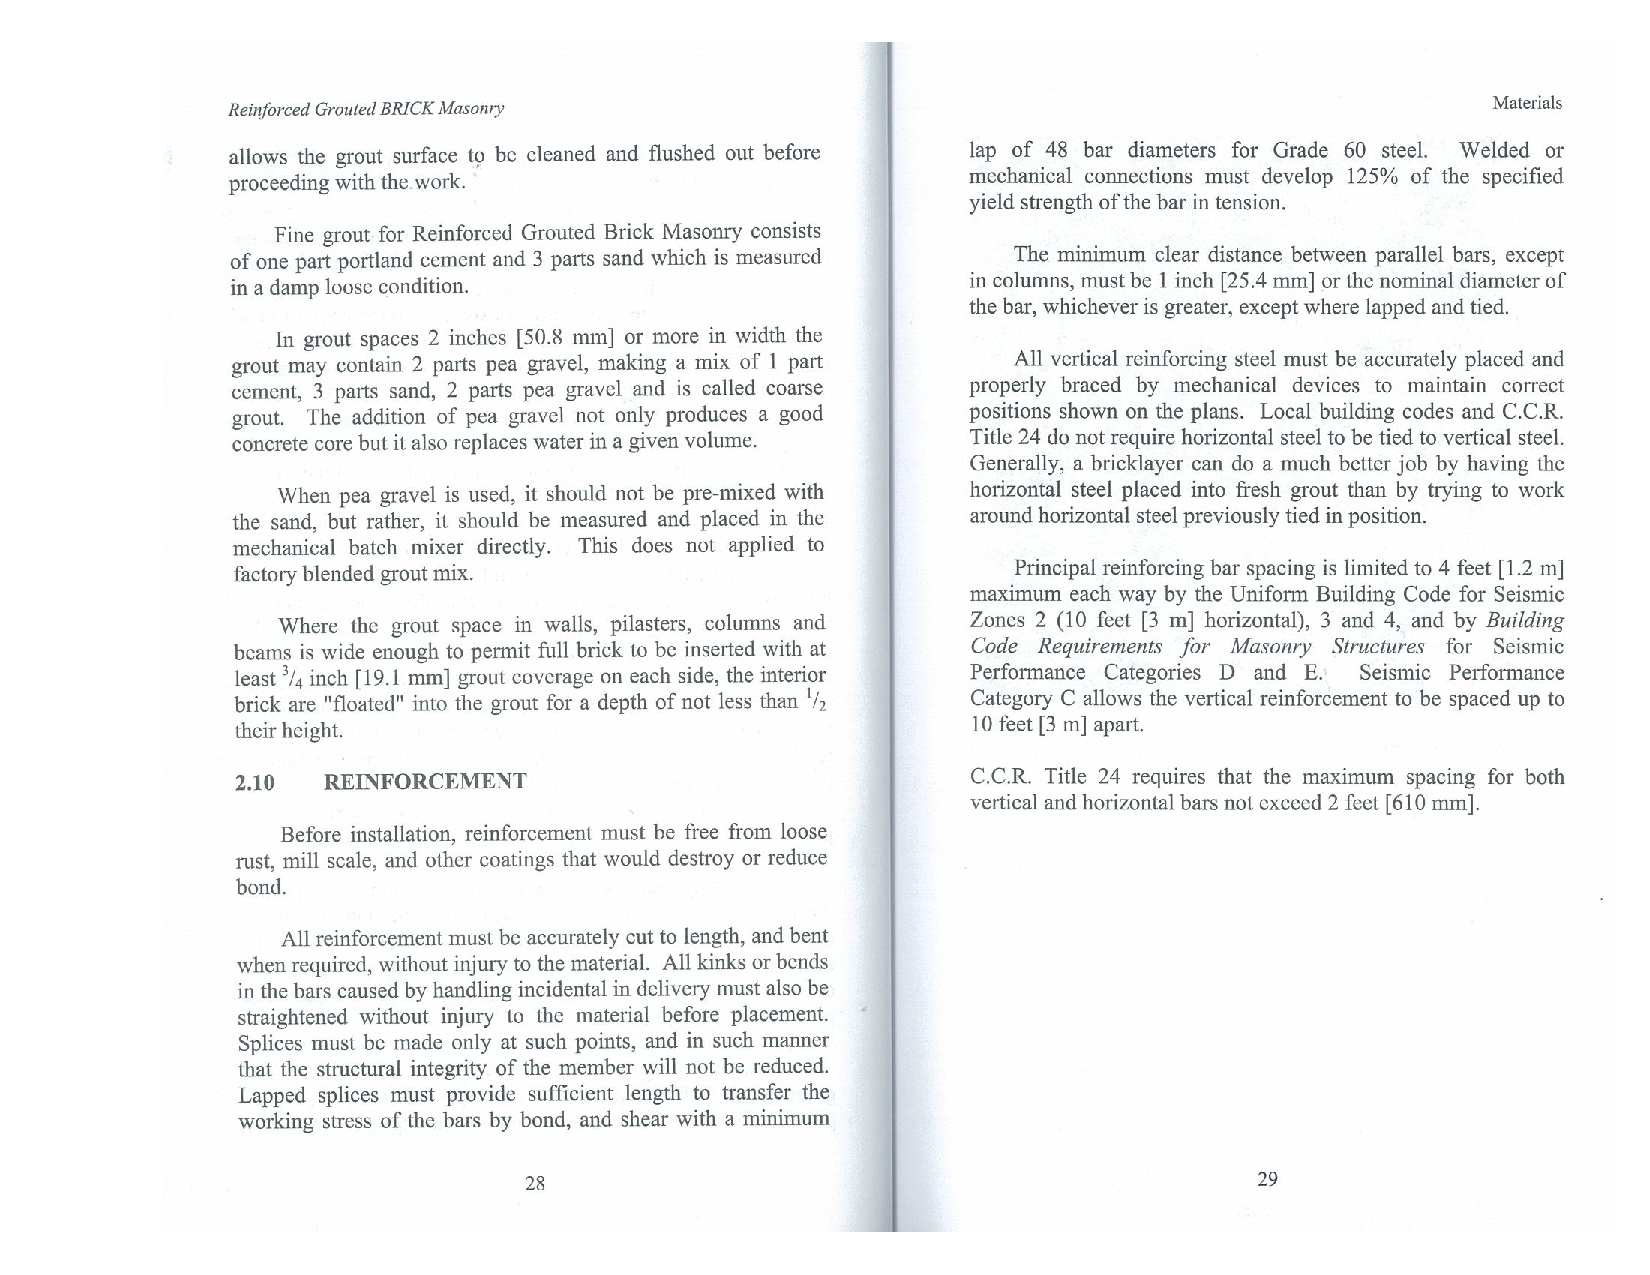 Reinforced Grouted BRICK Masonry
allows the grout surface to be cleaned and flushed out before
proceeding with the work.
Fine grout for Reinforced Grouted Brick Masonry consists
of one part portland cement and 3 parts sand which is measured
in a damp loose condition.
In grout spaces 2 inches [50.8 mm] or more in width the
grout may contain 2 parts pea gravel, making a mix of 1 part
cement, 3 parts sand, 2 parts pea gravel and is called coarse
grout. The addition of pea gravel not only produces a good
concrete core but it also replaces water in a given volume.
When pea gravel is used, it should not be pre-mixed with
the sand, but rather, it should be measured and placed in the
mechanical batch mixer directly. This does not applied to
factory blended grout mix.
Where the grout space in walls, pilasters, columns and
beams is wide enough to permit full brick to be inserted with at
least 3/4 inch [19.1 mm] grout coverage on each side, the interior
brick are "floated" into the grout for a depth of not less than 1/2
their height.
2.10 REINFORCEMENT
Before installation, reinforcement must be free from loose
rust, mill scale, and other coatings that would destroy or reduce
bond.
All reinforcement must be accurately cut to length, and bent
when required, without injury to the material. All kinks or bends
in the bars caused by handling incidental in delivery must also be
straightened without injury to the material before placement.
Splices must be made only at such points, and in such manner
that the structural integrity of the member will not be reduced.
Lapped splices must provide sufficient length to transfer the
working stress of the bars by bond, and shear with a minimum
28
Materials
lap of 48 bar diameters for Grade 60 steel. Welded or
mechanical connections must develop 125% of the specified
yield strength of the bar in tension.
The minimum clear distance between parallel bars, except
in columns, must be 1 inch [25.4 mm] or the nominal diameter of
the bar, whichever is greater, except where lapped and tied.
All vertical reinforcing steel must be accurately placed and
properly braced by mechanical devices to maintain correct
positions shown on the plans. Local building codes and C.C.R.
Title 24 do not require horizontal steel to be tied to vertical steel.
Generally, a bricklayer can do a much better job by having the
horizontal steel placed into fresh grout than by trying to work
around horizontal steel previously tied in position.
Principal reinforcing bar spacing is limited to 4 feet [1.2 m]
maximum each way by the Uniform Building Code for Seismic
Zones 2 (10 feet [3 m] horizontal), 3 and 4, and by Building
Code Requirements for Masonry Structures for Seismic
Performance Categories D and E. Seismic Performance
Category C allows the vertical reinforcement to be spaced up to
10 feet [3 m] apart.
C.C.R. Title 24 requires that the maximum spacing for both
vertical and horizontal bars not exceed 2 feet [610 mm].
29